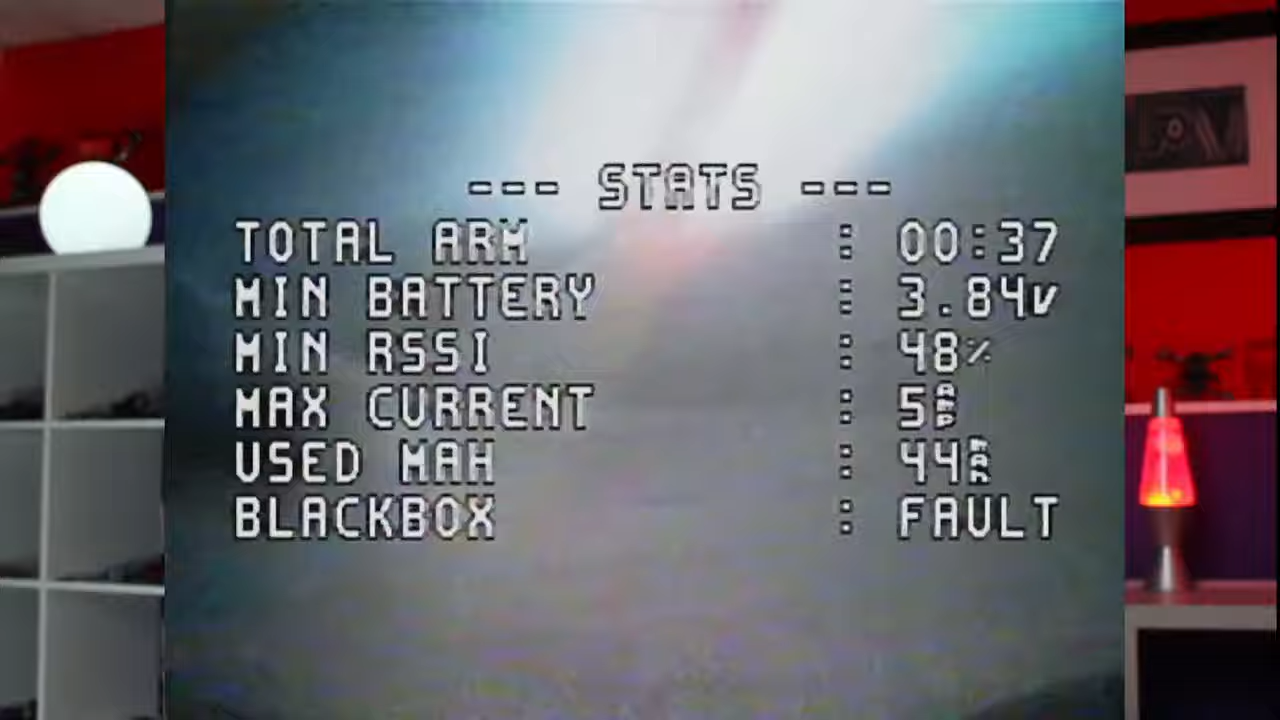 --- STATS ---
TOTAL ARM : 00:37
MIN BATTERY : 3.84V
MIN RSSI : 48%
MAX CURRENT : 5AMP
USED MAH : 44MAH
BLACKBOX : FAULT